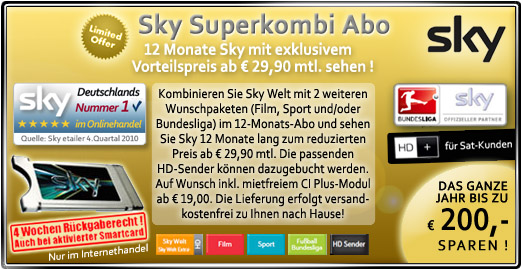 Limited
Offer
Sky Superkombi Abo
12 Monate Sky mit exklusivem
Vorteilspreis ab € 29,90 mtl. sehen !
sky
sky
Deutschlands
Nummer 1
im Onlinehandel
Quelle: Sky etailer 4.Quartal 2010
Kombinieren Sie Sky Welt mit 2 weiteren
Wunschpaketen (Film, Sport und/oder
Bundesliga) im 12-Monats-Abo und sehen
Sie Sky 12 Monate lang zum reduzierten
Preis ab € 29,90 mtl. Die passenden
HD-Sender können dazugebucht werden.
Auf Wunsch inkl. mietfreiem CI Plus-Modul
ab € 19,00. Die Lieferung erfolgt versand-
kostenfrei zu Ihnen nach Hause!
BUNDESLIGA
sky
OFFIZIELLER PARTNER
HD +
für Sat-Kunden
4 Wochen Rückgaberecht !
Auch bei aktivierter Smartcard
Nur im Internethandel
Sky Welt
Sky Welt Extra
HD
Film
Sport
Fußball
Bundesliga
HD Sender
DAS GANZE
JAHR BIS ZU
€ 200,-
SPAREN !